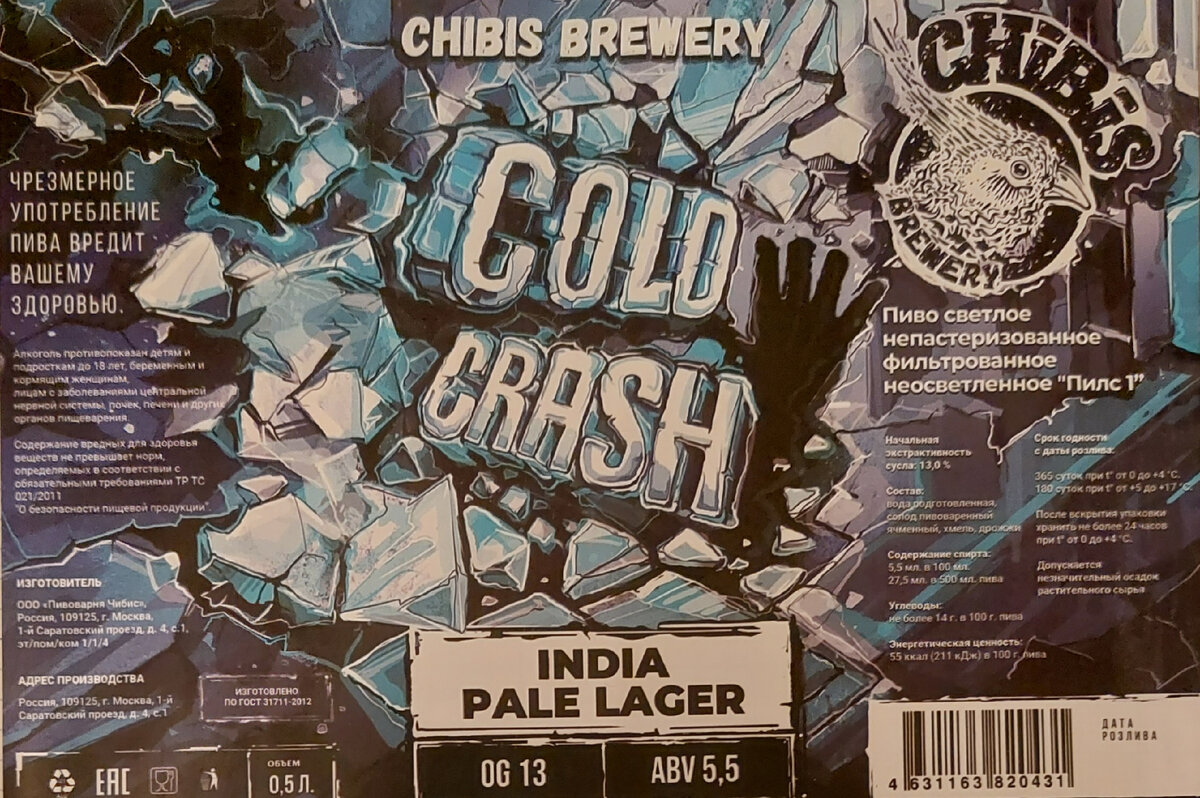 CHIBIS BREWERY
COLD
CRASH
INDIA
PALE LAGER
OG 13
ABV 5,5
ЧРЕЗМЕРНОЕ
УПОТРЕБЛЕНИЕ
ПИВА ВРЕДИТ
ВАШЕМУ
ЗДОРОВЬЮ.
Алкоголь противопоказан детям и
подросткам до 18 лет, беременным и
кормящим женщинам,
лицам с заболеваниями центральной
нервной системы, почек, печени и других
органов пищеварения.
Содержание вредных для здоровья
веществ не превышает норм,
определяемых в соответствии с
обязательными требованиями ТР ТС
021/2011
"О безопасности пищевой продукции".
ИЗГОТОВИТЕЛЬ
ООО «Пивоварня Чибис»,
Россия, 109125, г. Москва,
1-й Саратовский проезд, д. 4, с.1,
эт/пом/ком 1/1/4
АДРЕС ПРОИЗВОДСТВА
Россия, 109125, г. Москва, 1-й
Саратовский проезд, д. 4, с.1
ИЗГОТОВЛЕНО
ПО ГОСТ 31711-2012
EAC
ОБЪЕМ
0,5 Л.
CHIBIS
BREWERY
Пиво светлое
непастеризованное
фильтрованное
неосветленное "Пилс 1"
Начальная
экстрактивность
сусла: 13,0 %
Состав:
вода подготовленная,
солод пивоваренный
ячменный, хмель, дрожжи
Содержание спирта:
5,5 мл. в 100 мл.
27,5 мл. в 500 мл. пива
Углеводы:
не более 14 г. в 100 г. пива
Энергетическая ценность:
55 ккал (211 кДж) в 100 г. пива
Срок годности
с даты розлива:
365 суток при t° от 0 до +4 °C.
180 суток при t° от +5 до +17 °C.
После вскрытия упаковки
хранить не более 24 часов
при t° от 0 до +4 °C.
Допускается
незначительный осадок
растительного сырья
4 631163 820431
ДАТА
РОЗЛИВА